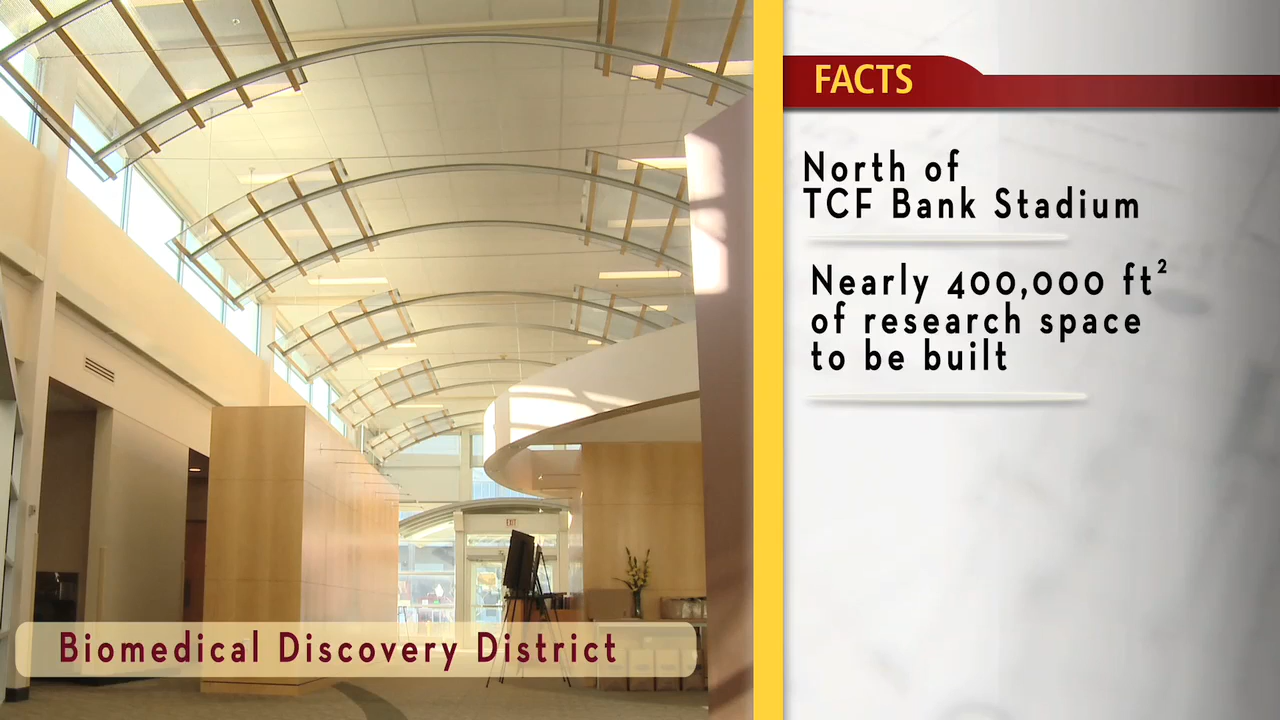 FACTS
North of
TCF Bank Stadium
Nearly 400,000 ft²
of research space
to be built
EXIT
Biomedical Discovery District